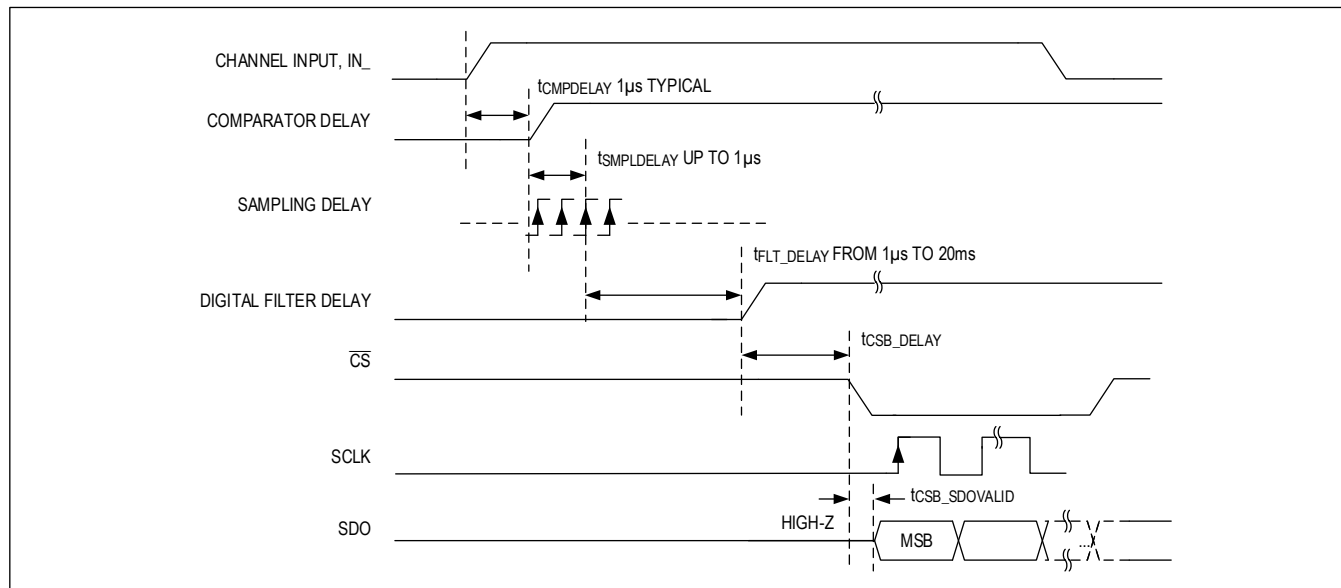 CHANNEL INPUT, IN_
tCMPDELAY 1µs TYPICAL
COMPARATOR DELAY
tSMPLDELAY UP TO 1µs
SAMPLING DELAY
tFLT_DELAY FROM 1µs TO 20ms
DIGITAL FILTER DELAY
tCSB_DELAY
CS
SCLK
tCSB_SDOVALID
HIGH-Z
SDO
MSB
...